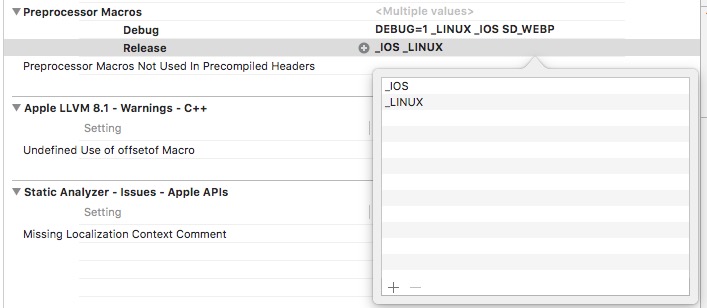 Preprocessor Macros <Multiple values>
Debug DEBUG=1 _LINUX _IOS SD_WEBP
Release _IOS _LINUX
Preprocessor Macros Not Used In Precompiled Headers
_IOS
_LINUX
Apple LLVM 8.1 - Warnings - C++
Setting
Undefined Use of offsetof Macro
Static Analyzer - Issues - Apple APIs
Setting
Missing Localization Context Comment